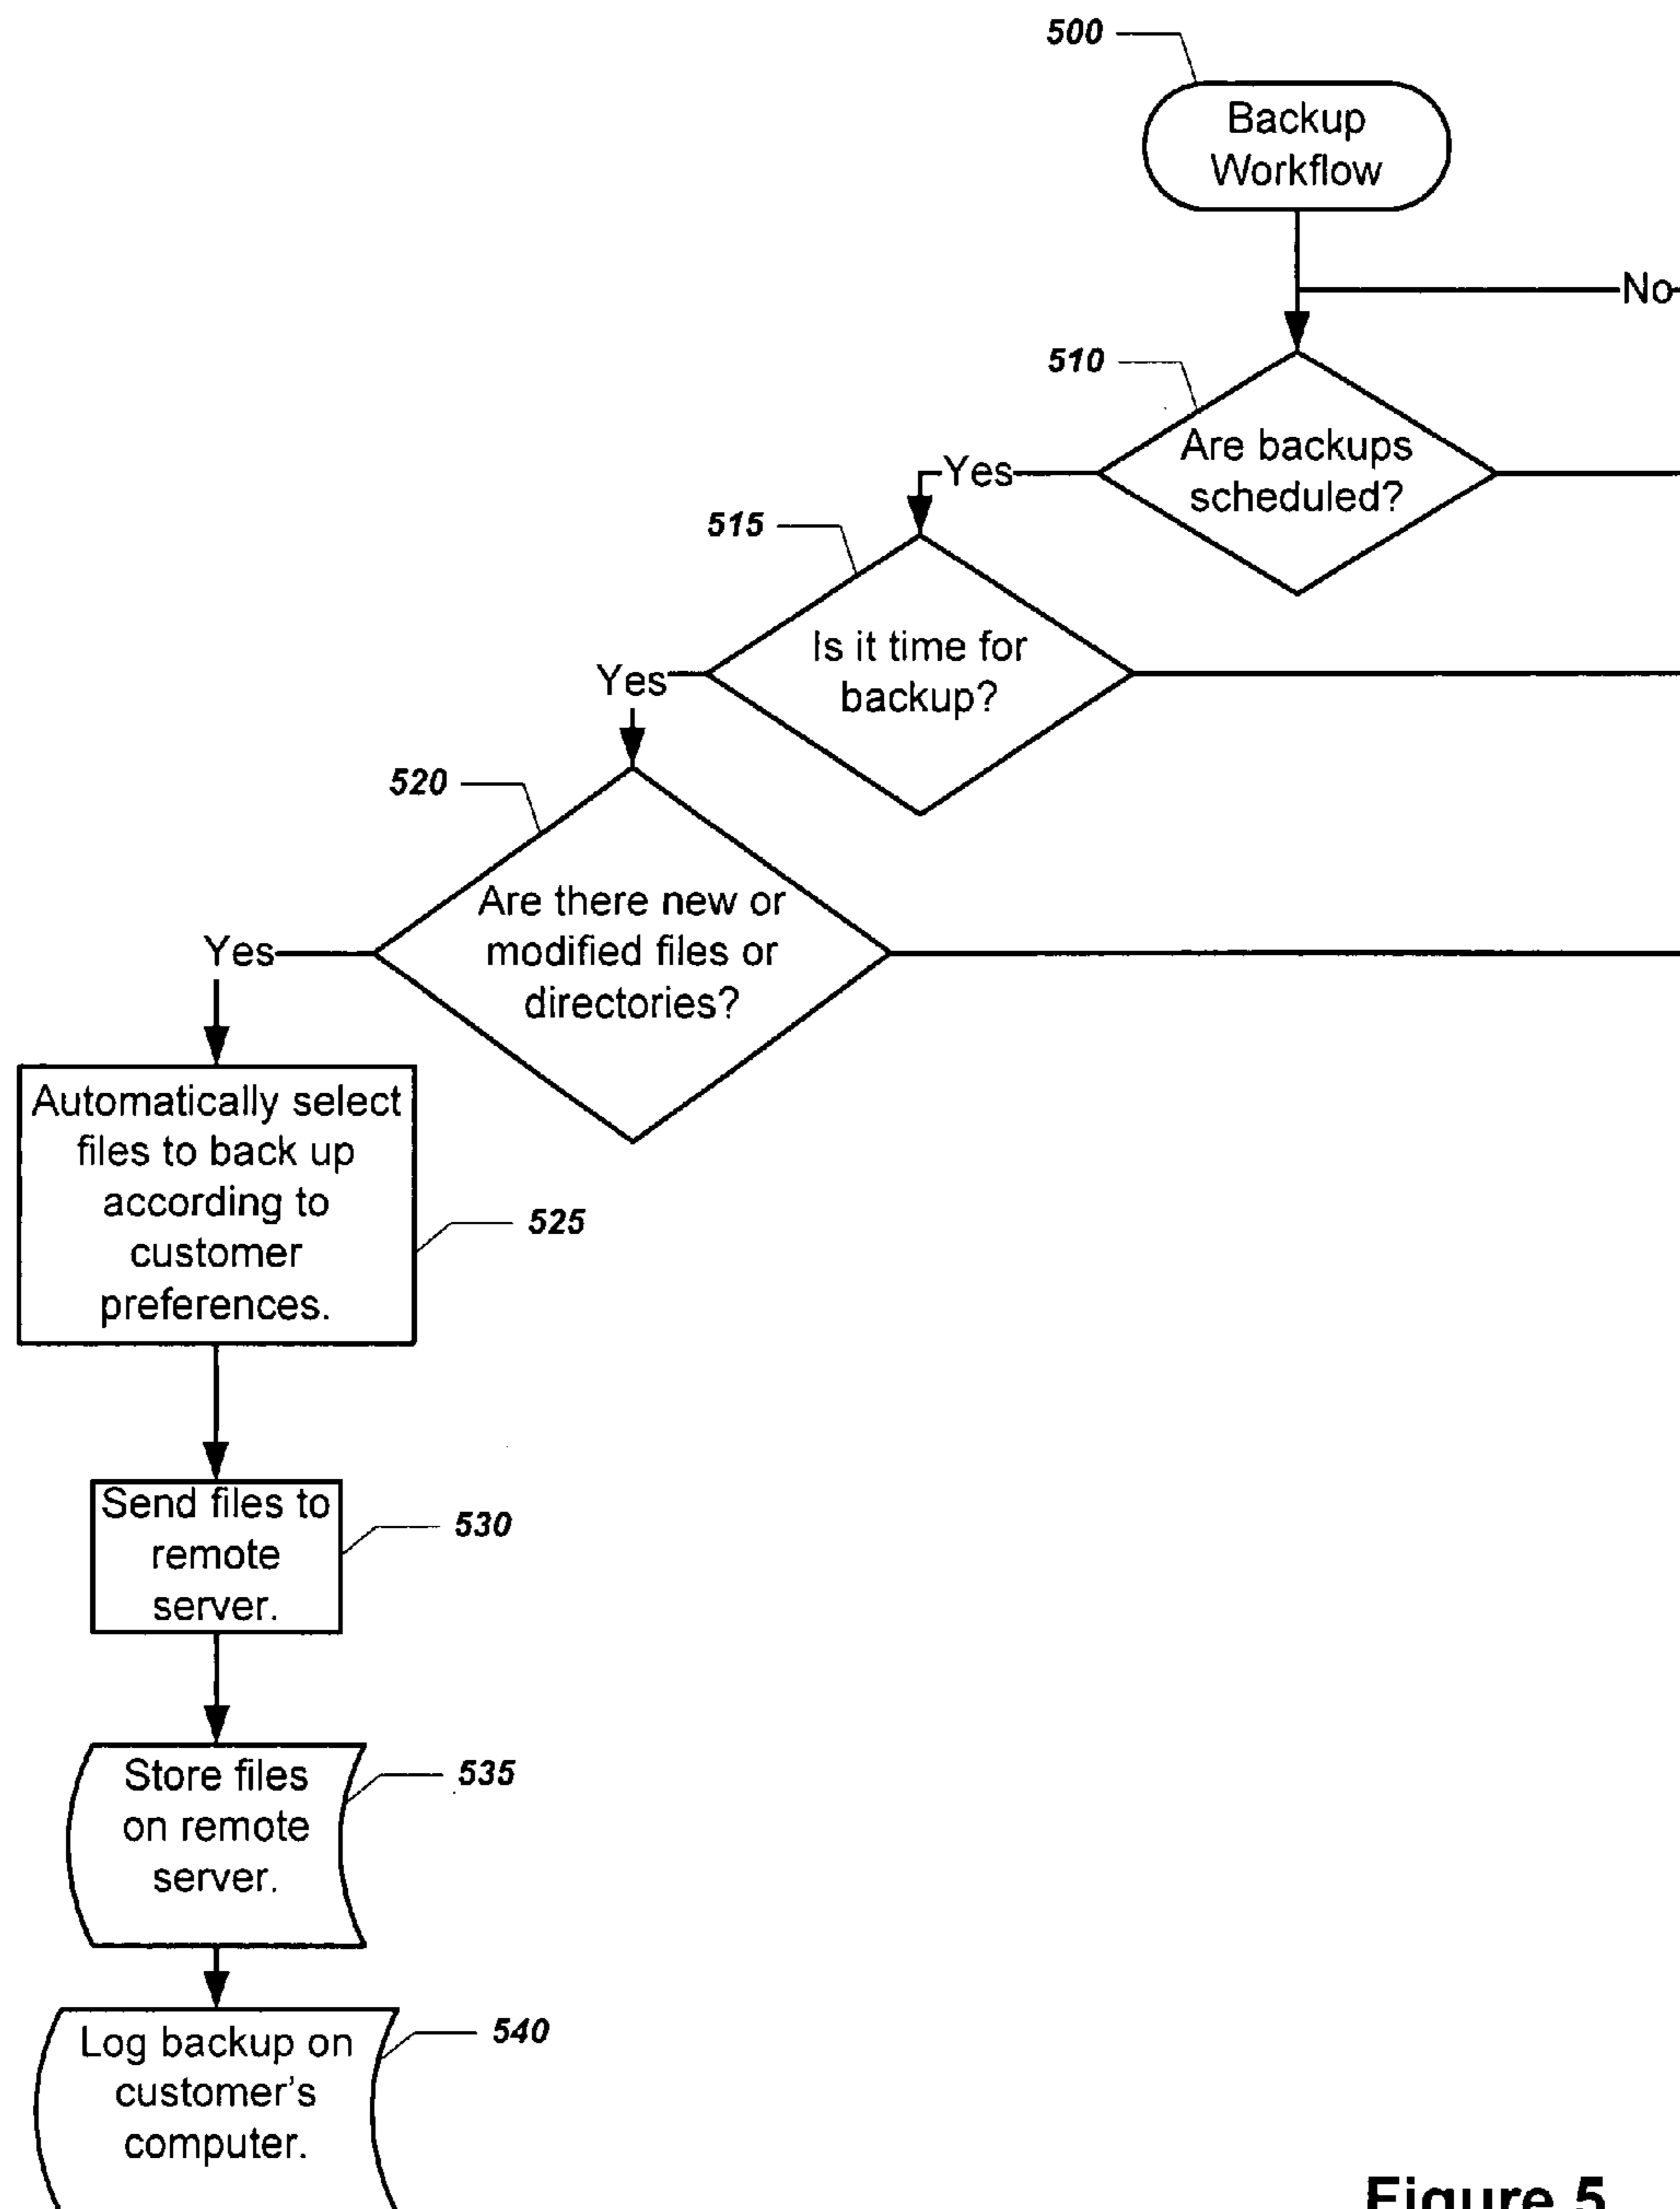 500
Backup
Workflow
No
510
Are backups
scheduled?
Yes
515
Is it time for
backup?
Yes
520
Are there new or
modified files or
directories?
Yes
Automatically select
files to back up
according to
customer
preferences.
525
Send files to
remote
server.
530
Store files
on remote
server.
535
Log backup on
customer's
computer.
540
Figure 5